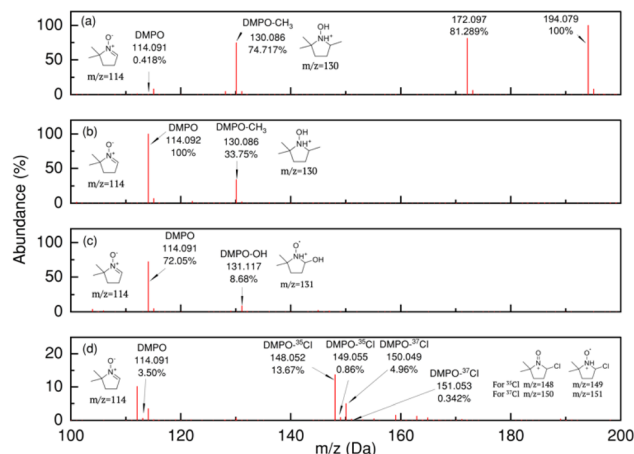 (a)
DMPO
114.091
0.418%
m/z=114
DMPO-CH3
130.086
74.717%
OH
NH+
m/z=130
172.097
81.289%
194.079
100%
100
50
0
(b)
DMPO
114.092
100%
m/z=114
DMPO-CH3
130.086
33.75%
OH
NH+
m/z=130
100
50
0
Abundance (%)
(c)
DMPO
114.091
72.05%
m/z=114
DMPO-OH
131.117
8.68%
NH+
OH
m/z=131
100
50
0
(d)
DMPO
114.091
3.50%
m/z=114
DMPO-35Cl
148.052
13.67%
DMPO-35Cl
149.055
0.86%
DMPO-37Cl
150.049
4.96%
DMPO-37Cl
151.053
0.342%
Cl
Cl
For 35Cl m/z=148 m/z=149
For 37Cl m/z=150 m/z=151
20
10
0
100 120 140 160 180 200
m/z (Da)